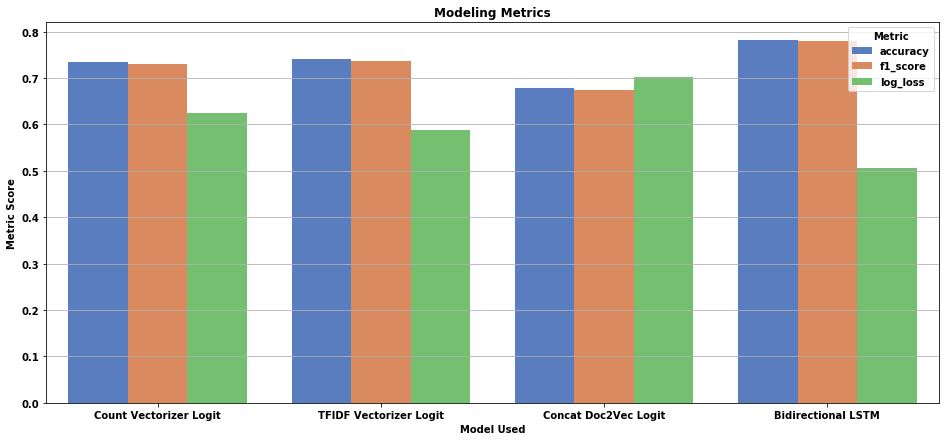 Modeling Metrics
Metric
accuracy
f1_score
log_loss
Metric Score
0.8
0.7
0.6
0.5
0.4
0.3
0.2
0.1
0.0
Count Vectorizer Logit
TFIDF Vectorizer Logit
Concat Doc2Vec Logit
Bidirectional LSTM
Model Used